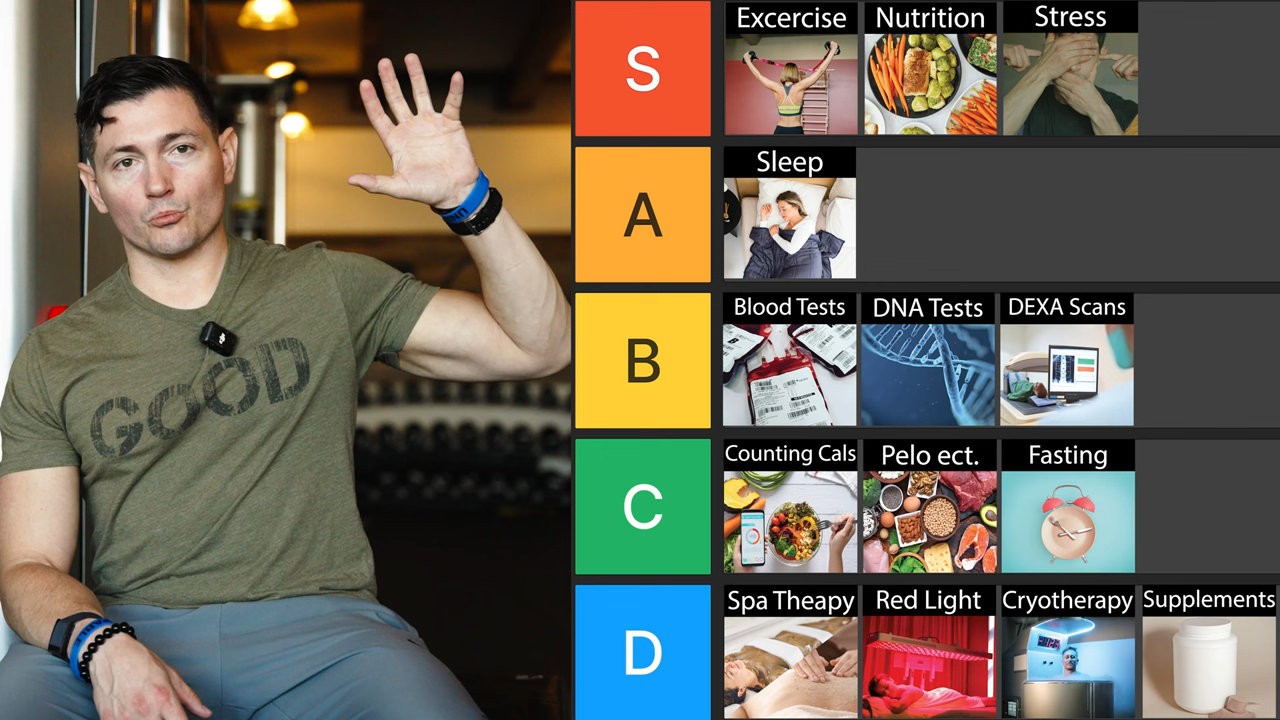 GOOD
S
Excercise
Nutrition
Stress
A
Sleep
B
Blood Tests
DNA Tests
DEXA Scans
C
Counting Cals
Pelo ect.
Fasting
D
Spa Theapy
Red Light
Cryotherapy
Supplements